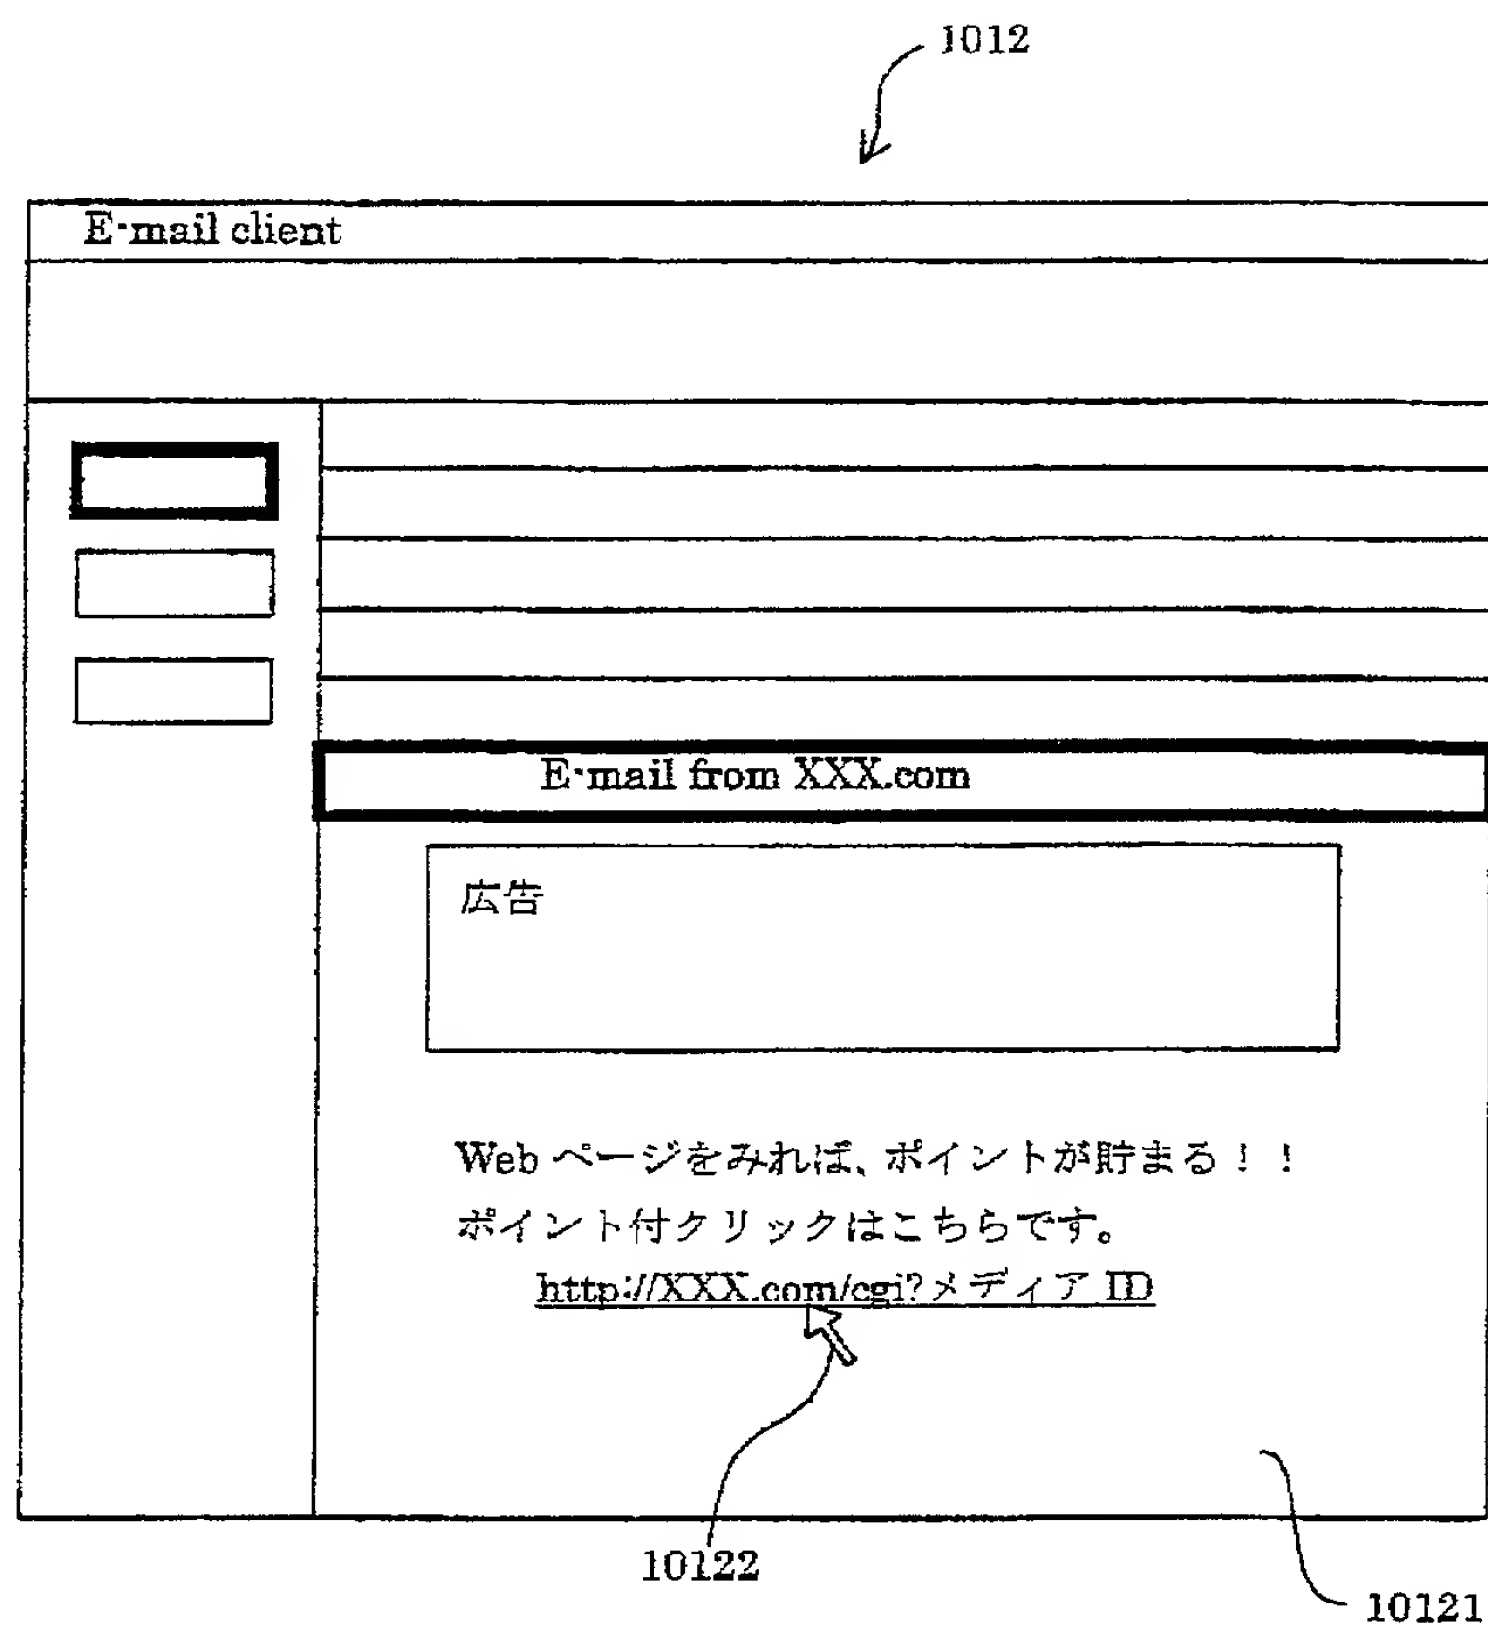 1012
E-mail client
E-mail from XXX.com
広告
Web ページをみれば、ポイントが貯まる！！
ポイント付クリックはこちらです。
http://XXX.com/cgi?メディア ID
10122
10121